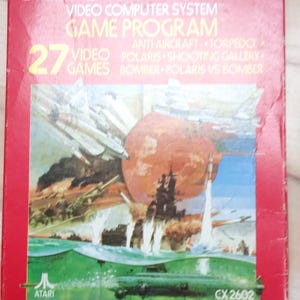 VIDEO COMPUTER SYSTEM
GAME PROGRAM
27 VIDEO GAMES
ANTI-AIRCRAFT • TORPEDO •
POLARIS • SHOOTING GALLERY •
BOMBER • POLARIS VS BOMBER
ATARI
CX2602